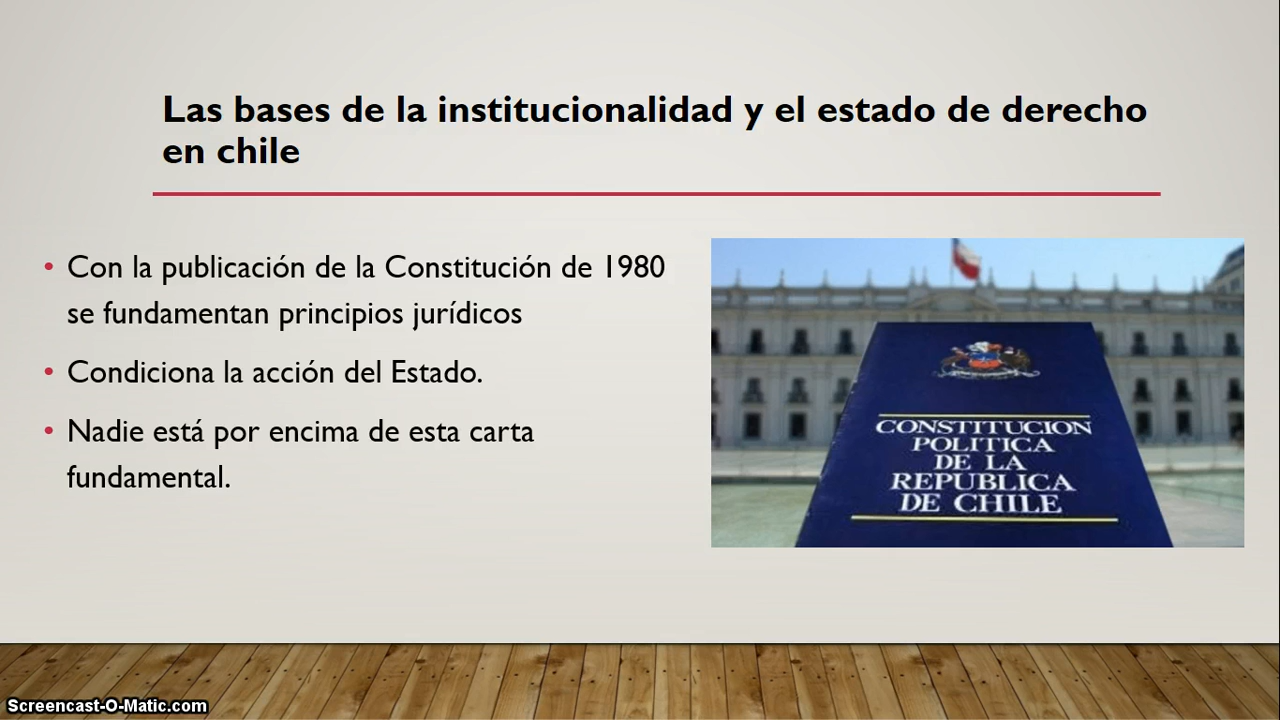 Las bases de la institucionalidad y el estado de derecho
en chile
Con la publicación de la Constitución de 1980
se fundamentan principios jurídicos
Condiciona la acción del Estado.
Nadie está por encima de esta carta
fundamental.
CONSTITUCION
POLITICA
DE LA
REPUBLICA
DE CHILE
Screencast-O-Matic.com